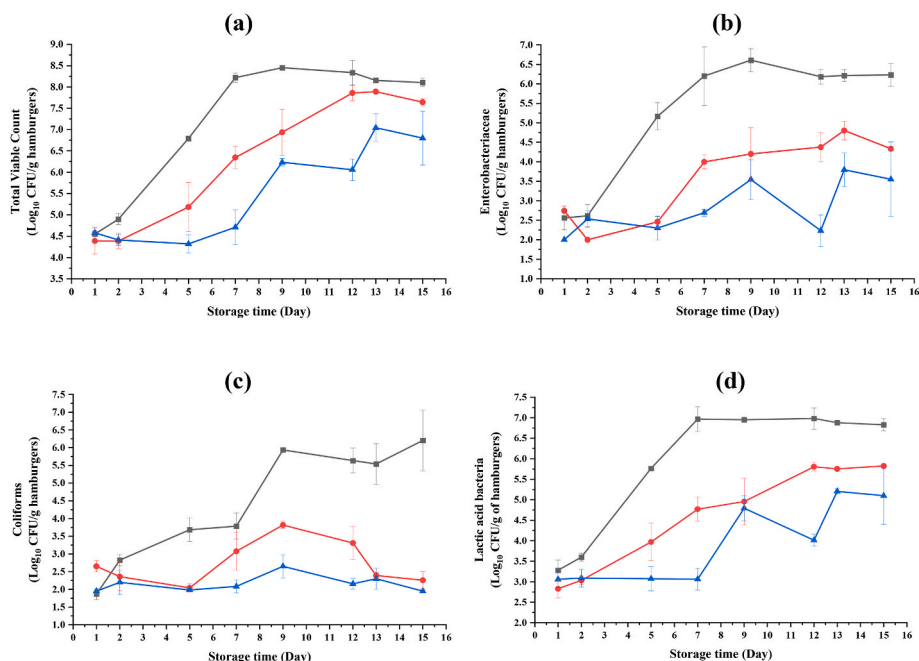 (a)
Total Viable Count
(Log10 CFU/g hamburgers)
9.0
8.5
8.0
7.5
7.0
6.5
6.0
5.5
5.0
4.5
4.0
3.5
0 1 2 3 4 5 6 7 8 9 10 11 12 13 14 15 16
Storage time (Day)
(b)
Enterobacteriaceae
(Log10 CFU/g hamburgers)
7.0
6.5
6.0
5.5
5.0
4.5
4.0
3.5
3.0
2.5
2.0
1.5
1.0
0 1 2 3 4 5 6 7 8 9 10 11 12 13 14 15 16
Storage time (Day)
(c)
Coliforms
(Log10 CFU/g hamburgers)
7.5
7.0
6.5
6.0
5.5
5.0
4.5
4.0
3.5
3.0
2.5
2.0
1.5
1.0
0 1 2 3 4 5 6 7 8 9 10 11 12 13 14 15 16
Storage time (Day)
(d)
Lactic acid bacteria
(Log10 CFU/g of hamburgers)
7.5
7.0
6.5
6.0
5.5
5.0
4.5
4.0
3.5
3.0
2.5
2.0
0 1 2 3 4 5 6 7 8 9 10 11 12 13 14 15 16
Storage time (Day)